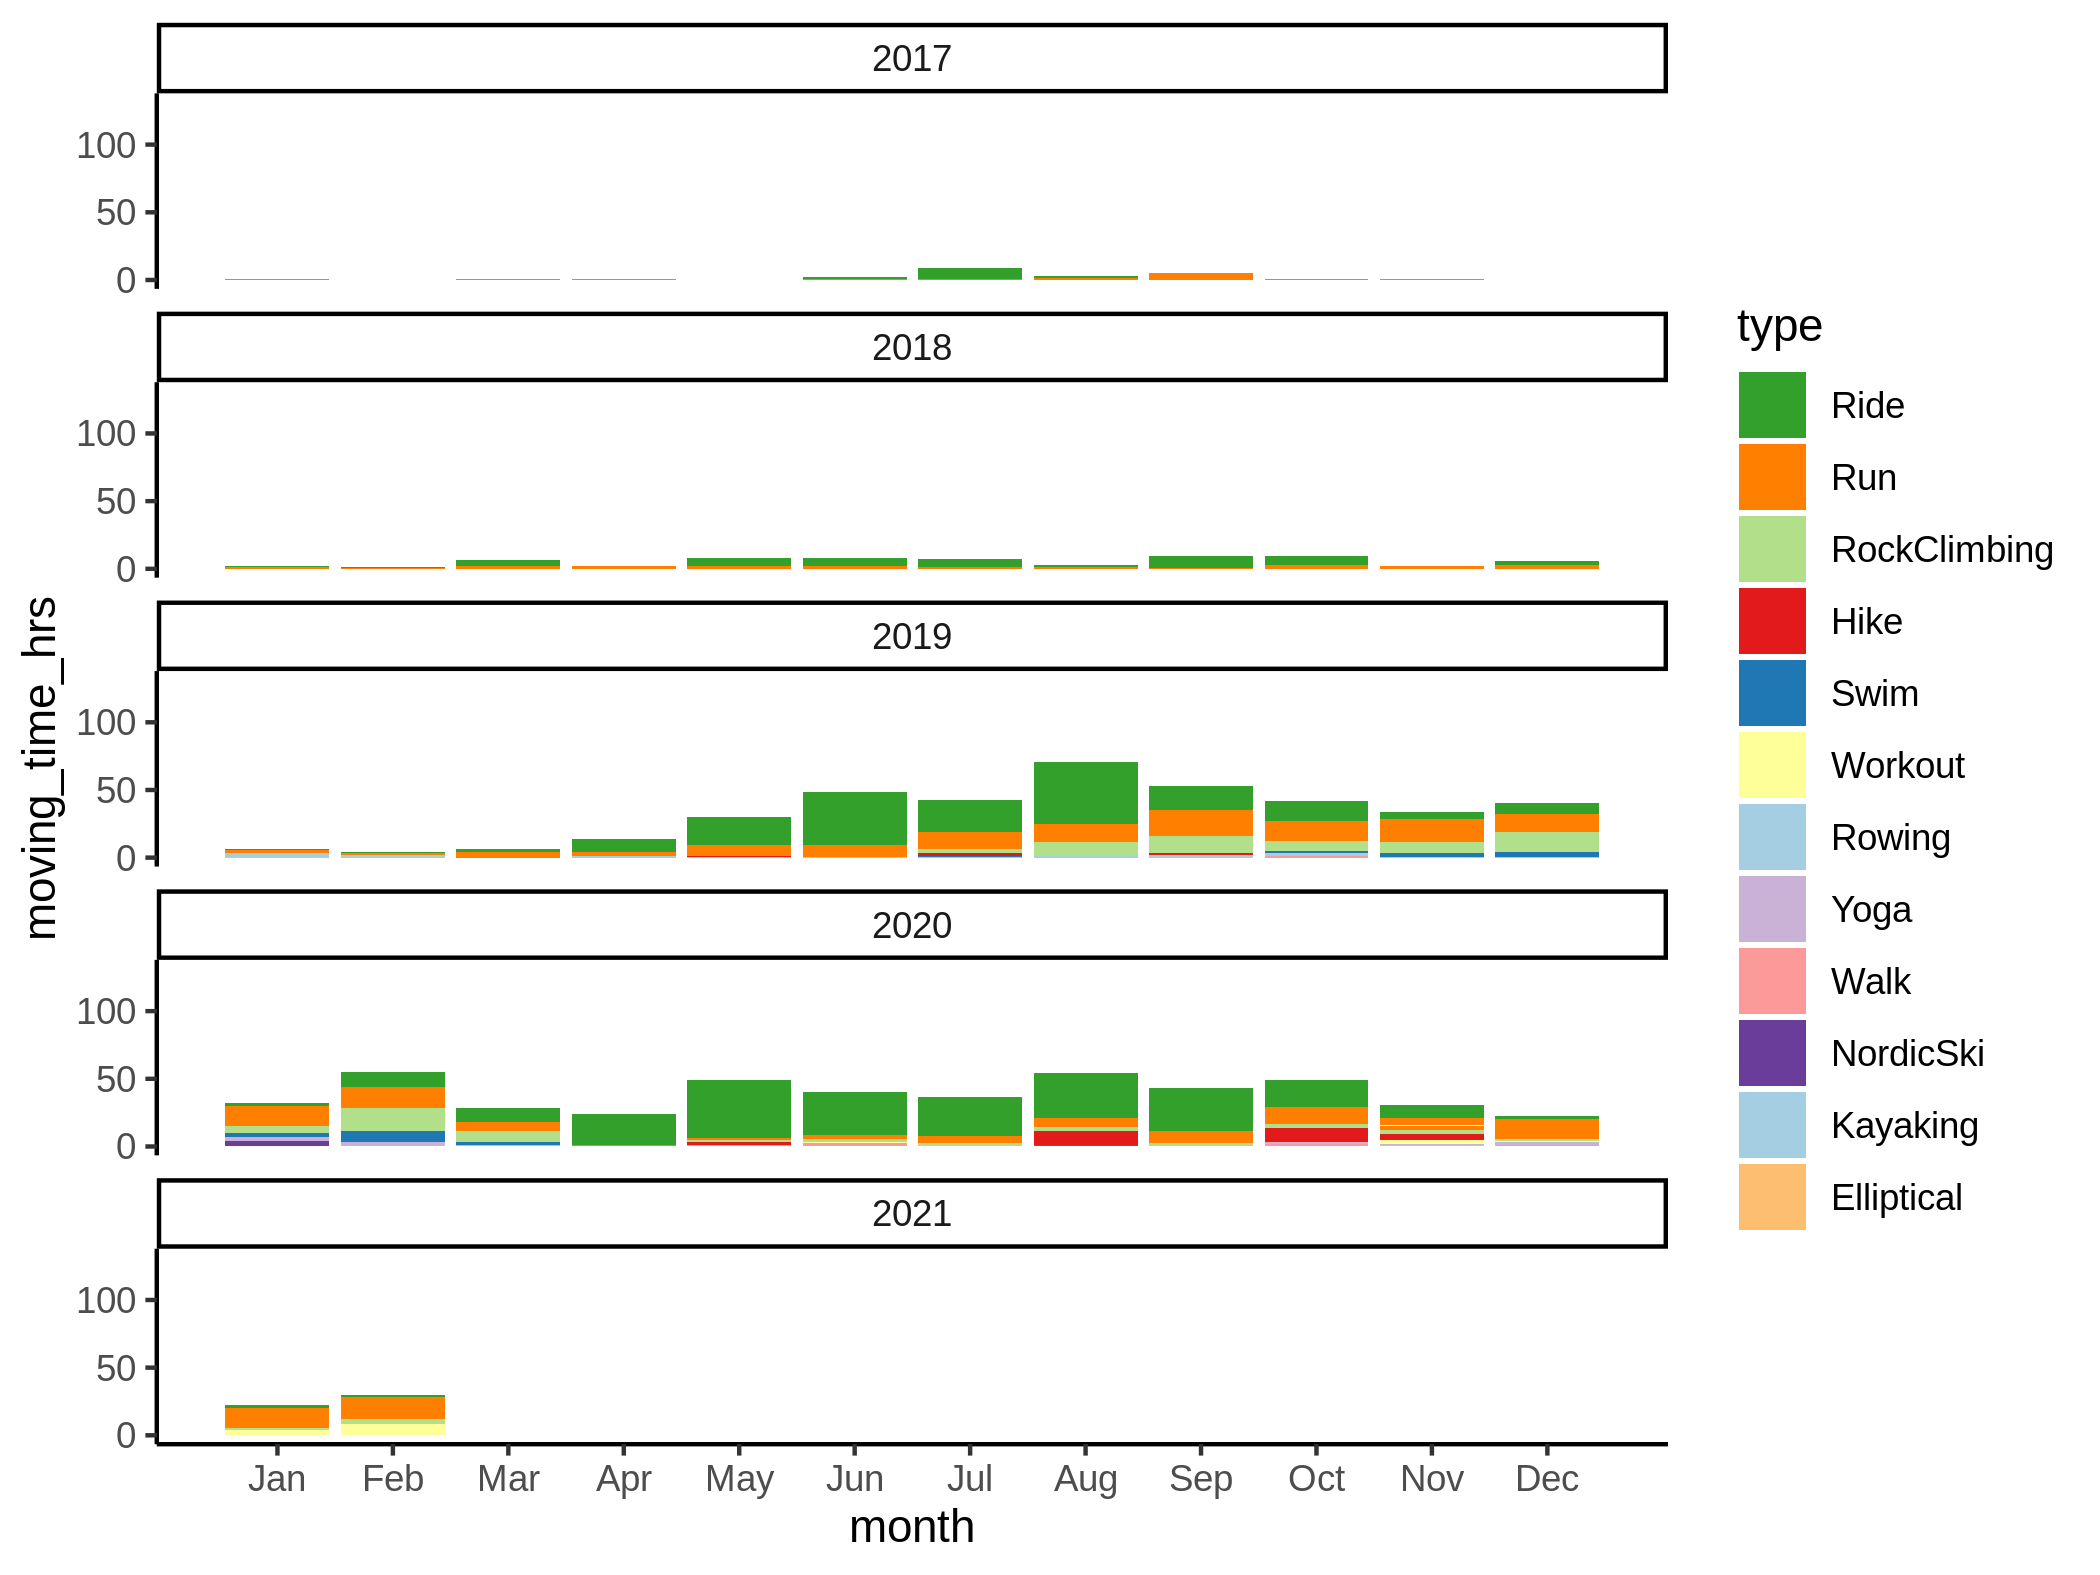 2017
100
50
0
2018
100
50
0
2019
100
50
0
2020
100
50
0
2021
100
50
0
Jan Feb Mar Apr May Jun Jul Aug Sep Oct Nov Dec
month
moving_time_hrs
type
Ride
Run
RockClimbing
Hike
Swim
Workout
Rowing
Yoga
Walk
NordicSki
Kayaking
Elliptical